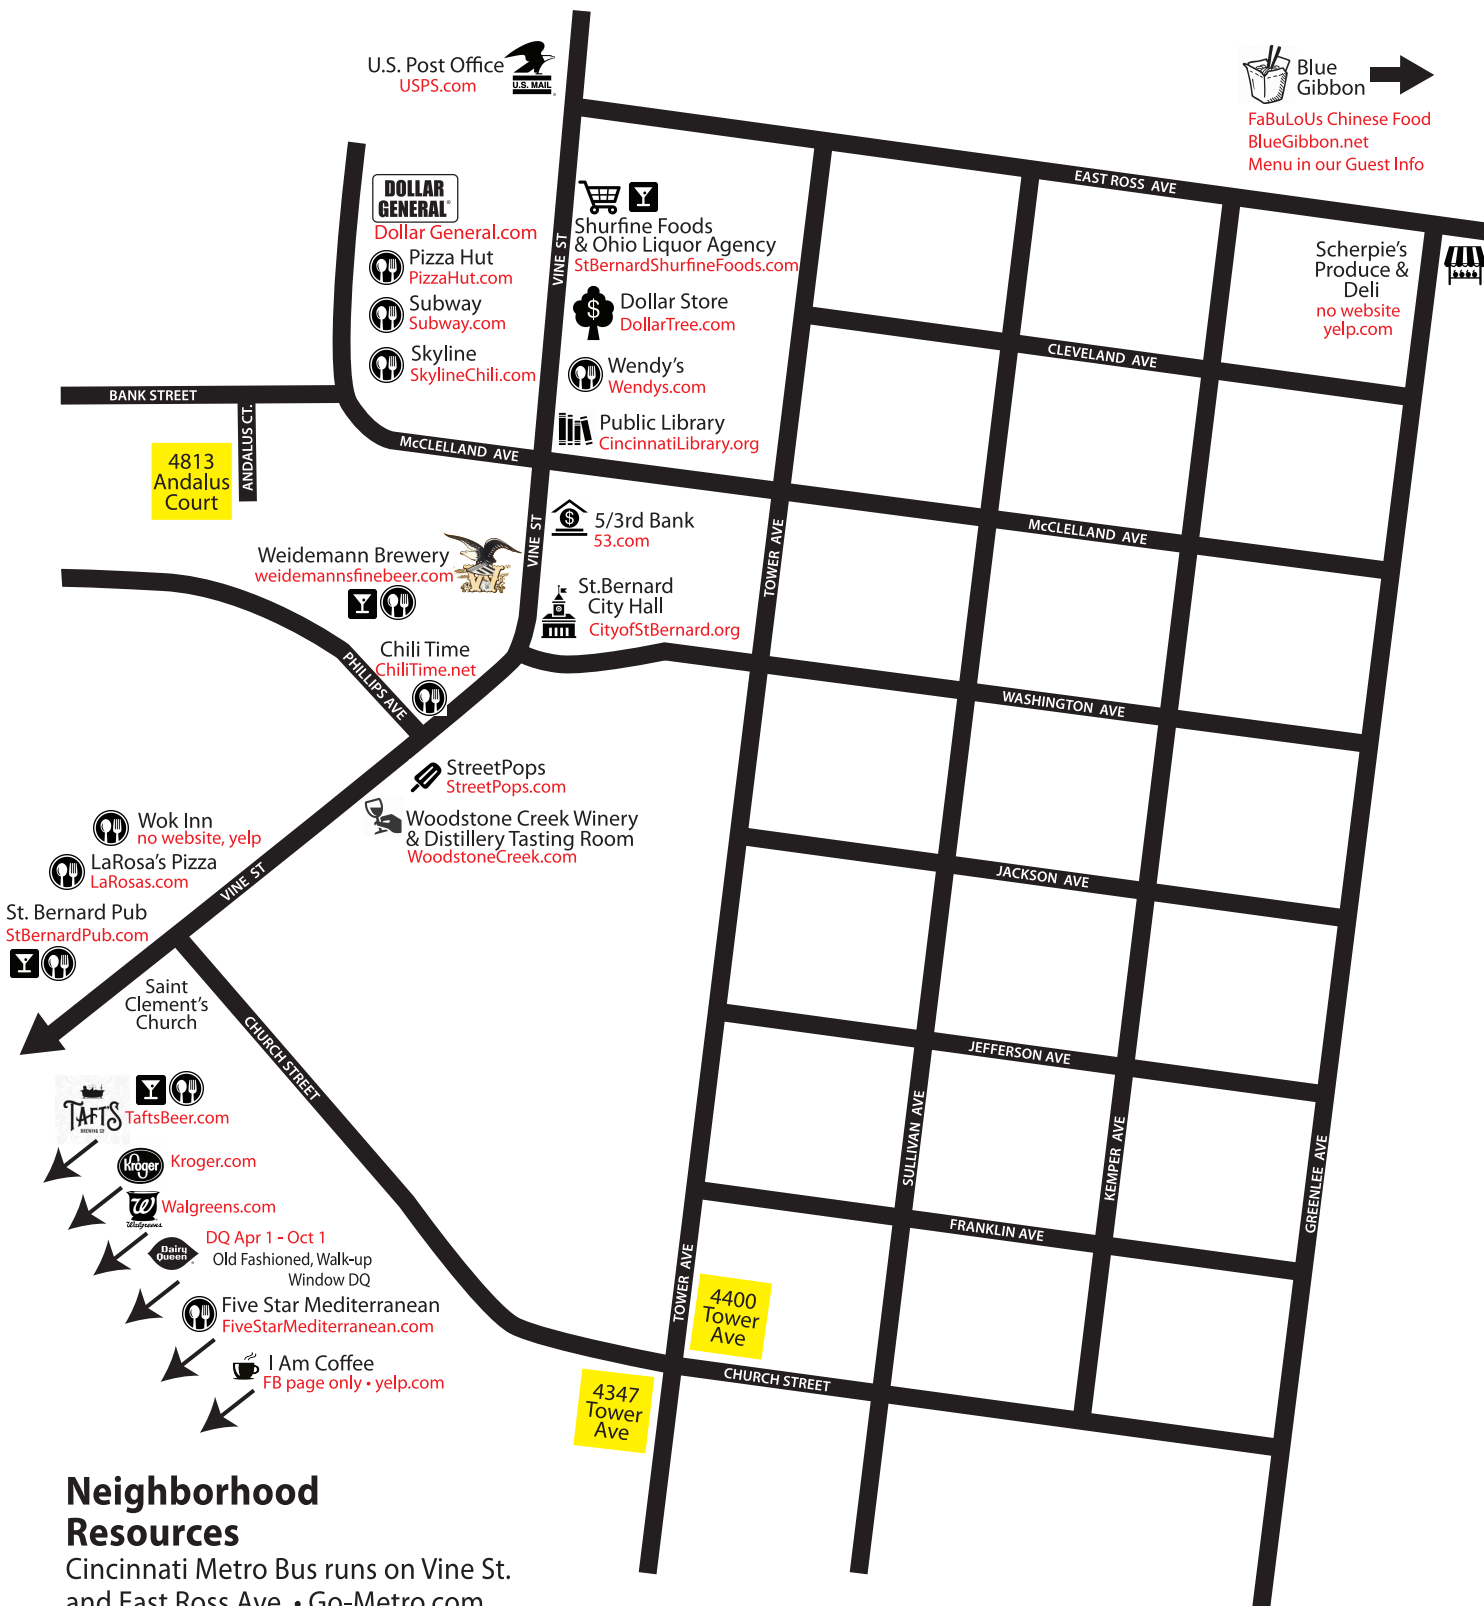 U.S. Post Office
USPS.com
U.S. MAIL
Blue
Gibbon
FaBuLoUs Chinese Food
BlueGibbon.net
Menu in our Guest Info
EAST ROSS AVE
DOLLAR
GENERAL
Dollar General.com
Pizza Hut
PizzaHut.com
Subway
Subway.com
Skyline
SkylineChili.com
VINE ST
Shurfine Foods
& Ohio Liquor Agency
StBernardShurfineFoods.com
$
Dollar Store
DollarTree.com
Wendy's
Wendys.com
Public Library
CincinnatiLibrary.org
Scherpie's
Produce &
Deli
no website
yelp.com
CLEVELAND AVE
BANK STREET
ANDALUS CT.
4813
Andalus
Court
McCLELLAND AVE
McCLELLAND AVE
$
5/3rd Bank
53.com
VINE ST
TOWER AVE
Weidemann Brewery
weidemannsfinebeer.com
W
St.Bernard
City Hall
CityofStBernard.org
Chili Time
ChiliTime.net
PHILLIPS AVE
WASHINGTON AVE
StreetPops
StreetPops.com
Woodstone Creek Winery
& Distillery Tasting Room
WoodstoneCreek.com
Wok Inn
no website, yelp
LaRosa's Pizza
LaRosas.com
VINE ST
JACKSON AVE
St. Bernard Pub
StBernardPub.com
Saint
Clement's
Church
CHURCH STREET
JEFFERSON AVE
SULLIVAN AVE
KEMPER AVE
GREENLEE AVE
TAFT'S
BREWING CO
TaftsBeer.com
Kroger
Kroger.com
W
Walgreens
Walgreens.com
Dairy
Queen
DQ Apr 1 - Oct 1
Old Fashioned, Walk-up
Window DQ
FRANKLIN AVE
TOWER AVE
4400
Tower
Ave
Five Star Mediterranean
FiveStarMediterranean.com
I Am Coffee
FB page only • yelp.com
CHURCH STREET
4347
Tower
Ave
Neighborhood
Resources
Cincinnati Metro Bus runs on Vine St.
and East Ross Ave. • Go-Metro.com